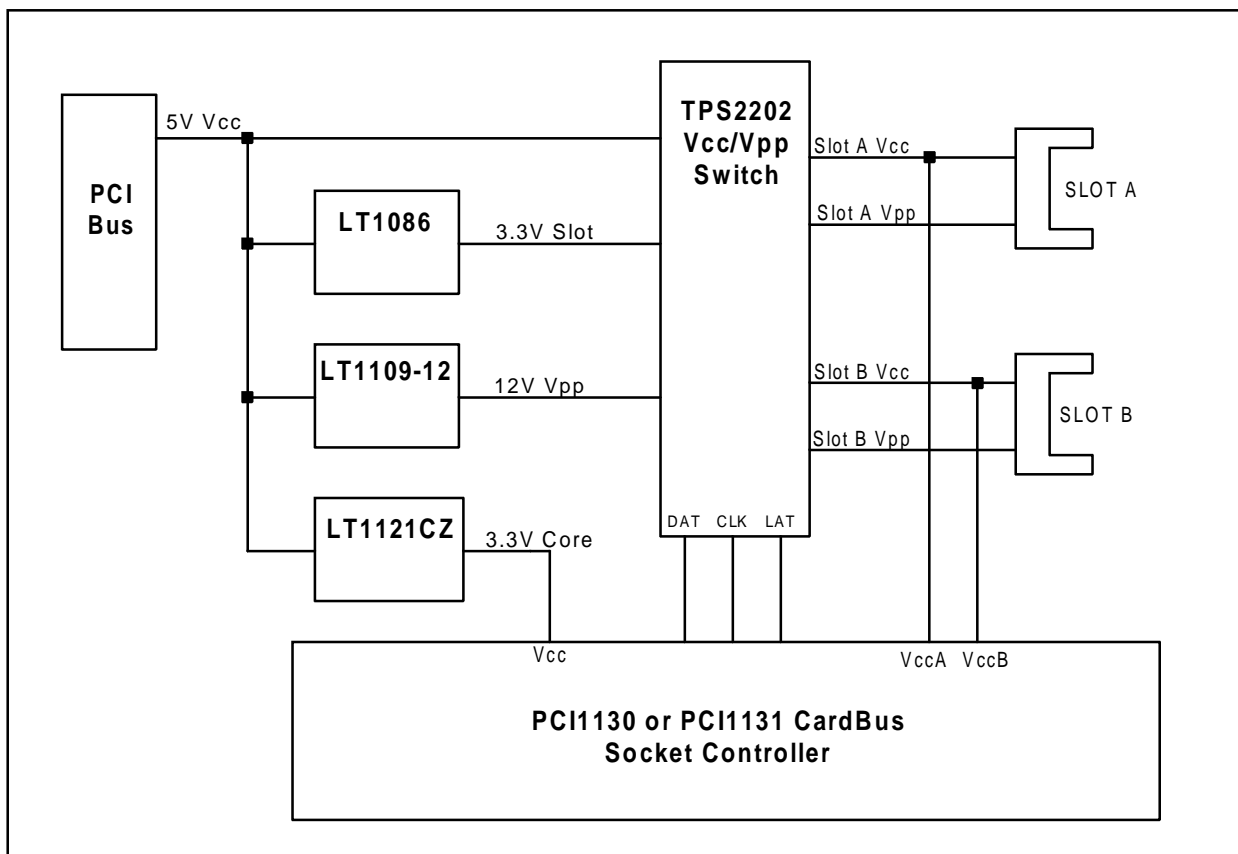 5V Vcc
PCI
Bus
LT1086
3.3V Slot
LT1109-12
12V Vpp
LT1121CZ
3.3V Core
TPS2202
Vcc/Vpp
Switch
DAT CLK LAT
Slot A Vcc
Slot A Vpp
SLOT A
Slot B Vcc
Slot B Vpp
SLOT B
Vcc
VccA VccB
PCI1130 or PCI1131 CardBus
Socket Controller